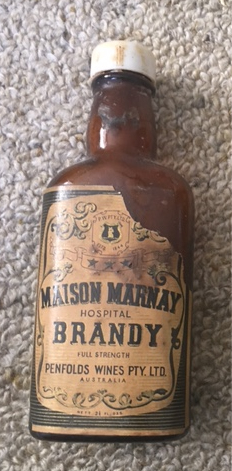 MAISON MARNAY
HOSPITAL
BRANDY
FULL STRENGTH
PENFOLDS WINES PTY. LTD.
AUSTRALIA